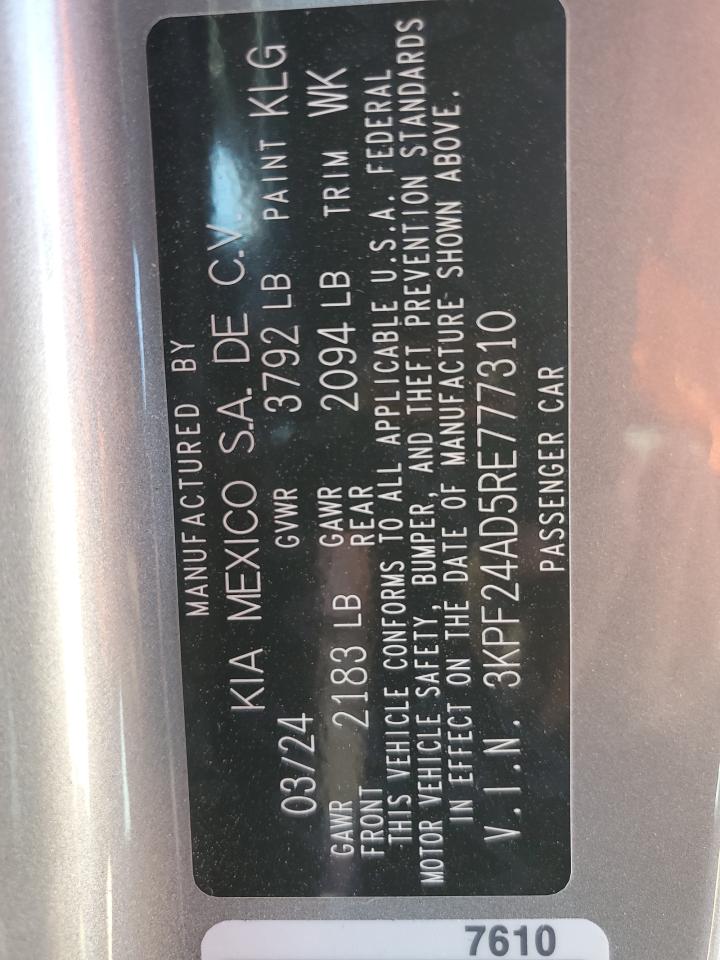 MANUFACTURED BY
KIA MEXICO S.A. DE C.V.
03/24 GVWR 3792 LB PAINT KLG
GAWR FRONT 2183 LB GAWR REAR 2094 LB TRIM WK
THIS VEHICLE CONFORMS TO ALL APPLICABLE U.S.A. FEDERAL
MOTOR VEHICLE SAFETY, BUMPER, AND THEFT PREVENTION STANDARDS
IN EFFECT ON THE DATE OF MANUFACTURE SHOWN ABOVE.
V.I.N. 3KPF24AD5RE777310
PASSENGER CAR
7610